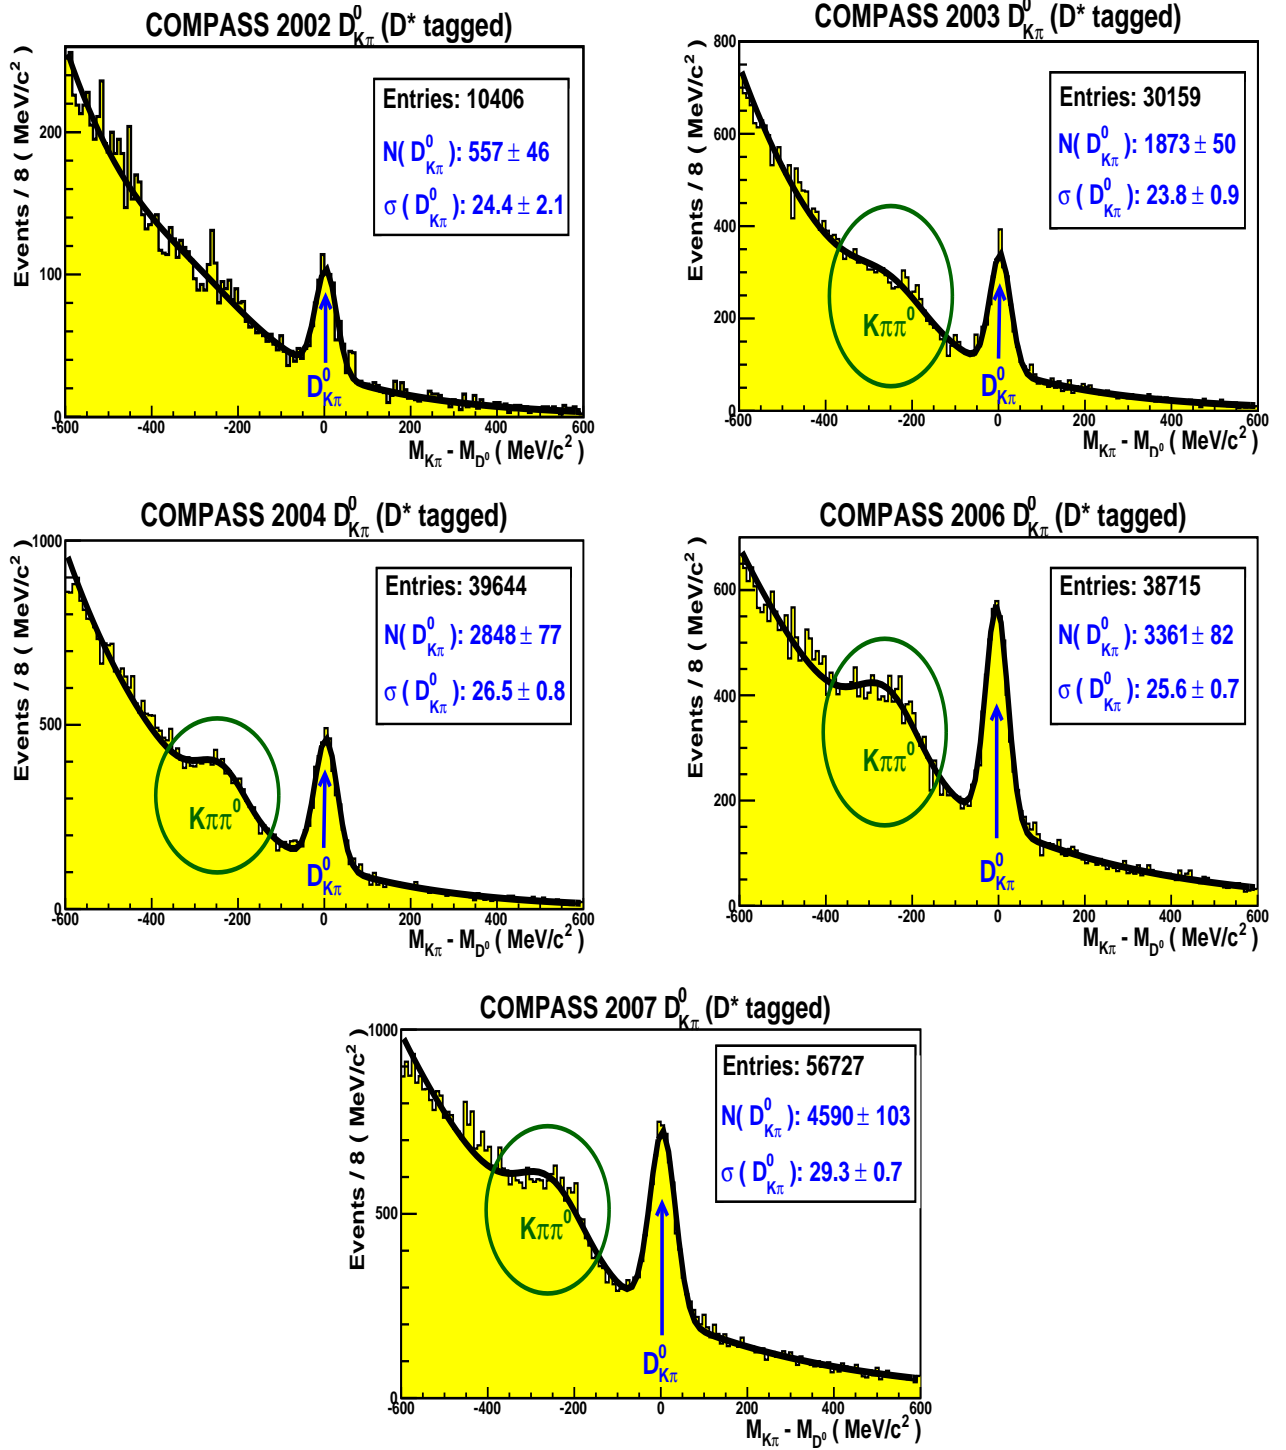 COMPASS 2002 D⁰Kπ (D* tagged)
Events / 8 ( MeV/c² )
Entries: 10406
N( D⁰Kπ ): 557 ± 46
σ ( D⁰Kπ ): 24.4 ± 2.1
D⁰Kπ
0 100 200
-600 -400 -200 0 200 400 600
MKπ - MD⁰ ( MeV/c² )
COMPASS 2003 D⁰Kπ (D* tagged)
Events / 8 ( MeV/c² )
Entries: 30159
N( D⁰Kπ ): 1873 ± 50
σ ( D⁰Kπ ): 23.8 ± 0.9
Kππ⁰
D⁰Kπ
0 200 400 600 800
-600 -400 -200 0 200 400 600
MKπ - MD⁰ ( MeV/c² )
COMPASS 2004 D⁰Kπ (D* tagged)
Events / 8 ( MeV/c² )
Entries: 39644
N( D⁰Kπ ): 2848 ± 77
σ ( D⁰Kπ ): 26.5 ± 0.8
Kππ⁰
D⁰Kπ
0 500 1000
-600 -400 -200 0 200 400 600
MKπ - MD⁰ ( MeV/c² )
COMPASS 2006 D⁰Kπ (D* tagged)
Events / 8 ( MeV/c² )
Entries: 38715
N( D⁰Kπ ): 3361 ± 82
σ ( D⁰Kπ ): 25.6 ± 0.7
Kππ⁰
D⁰Kπ
0 200 400 600
-600 -400 -200 0 200 400 600
MKπ - MD⁰ ( MeV/c² )
COMPASS 2007 D⁰Kπ (D* tagged)
Events / 8 ( MeV/c² )
Entries: 56727
N( D⁰Kπ ): 4590 ± 103
σ ( D⁰Kπ ): 29.3 ± 0.7
Kππ⁰
D⁰Kπ
0 500 1000
-600 -400 -200 0 200 400 600
MKπ - MD⁰ ( MeV/c² )